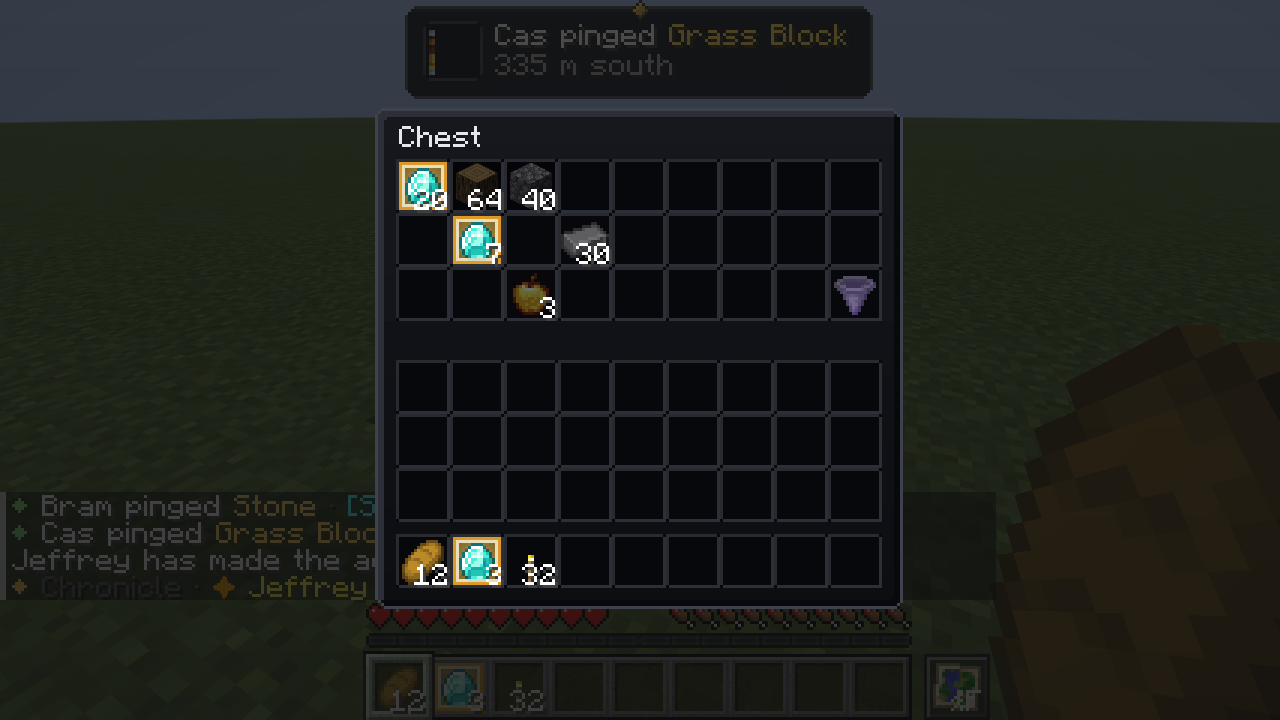 Cas pinged Grass Block
335 m south
Chest
20 64 40
7 30
3
Bram pinged Stone · [S
Cas pinged Grass Bloc
Jeffrey has made the a
Chronicle · Jeffrey
12 3 32
12 3 32